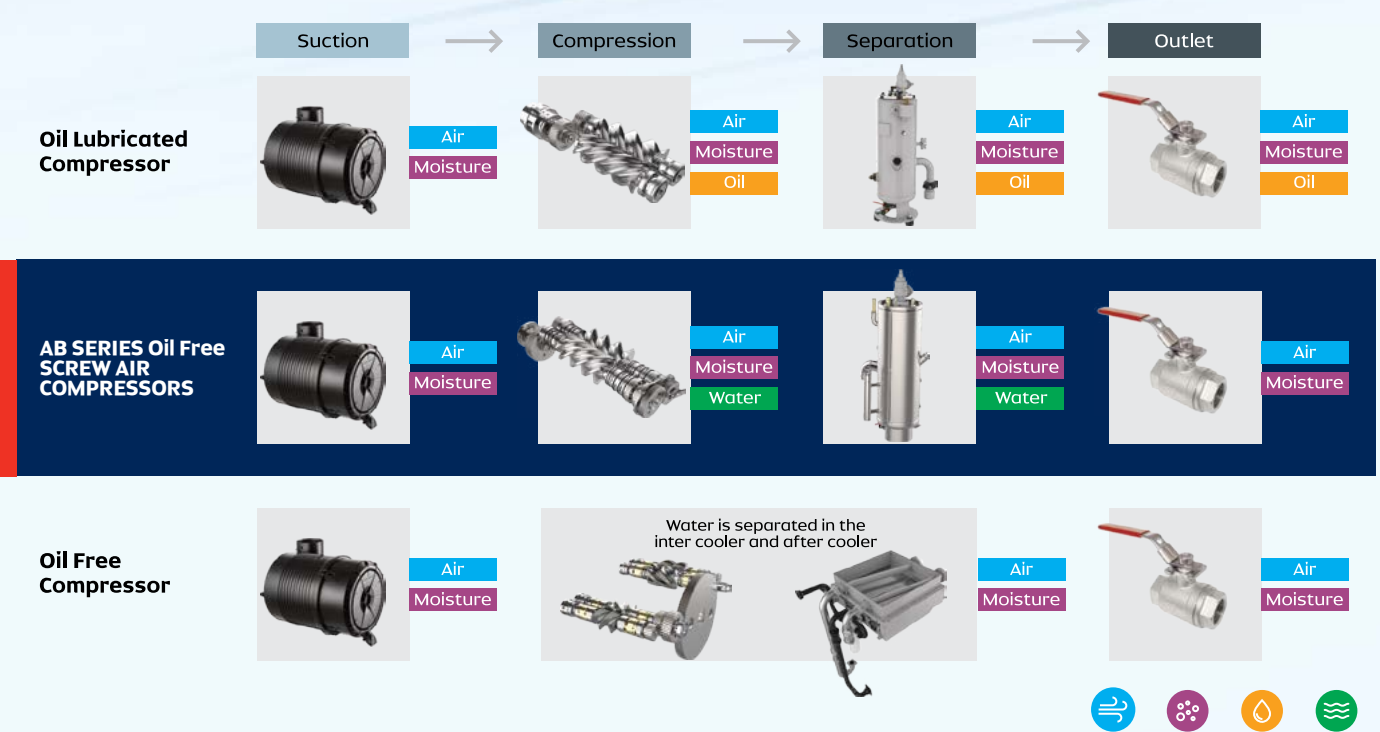 Suction
Compression
Separation
Outlet
Oil Lubricated
Compressor
Air
Moisture
Air
Moisture
Oil
Air
Moisture
Oil
Air
Moisture
Oil
AB SERIES Oil Free
SCREW AIR
COMPRESSORS
Air
Moisture
Air
Moisture
Water
Air
Moisture
Water
Air
Moisture
Oil Free
Compressor
Air
Moisture
Water is separated in the
inter cooler and after cooler
Air
Moisture
Air
Moisture